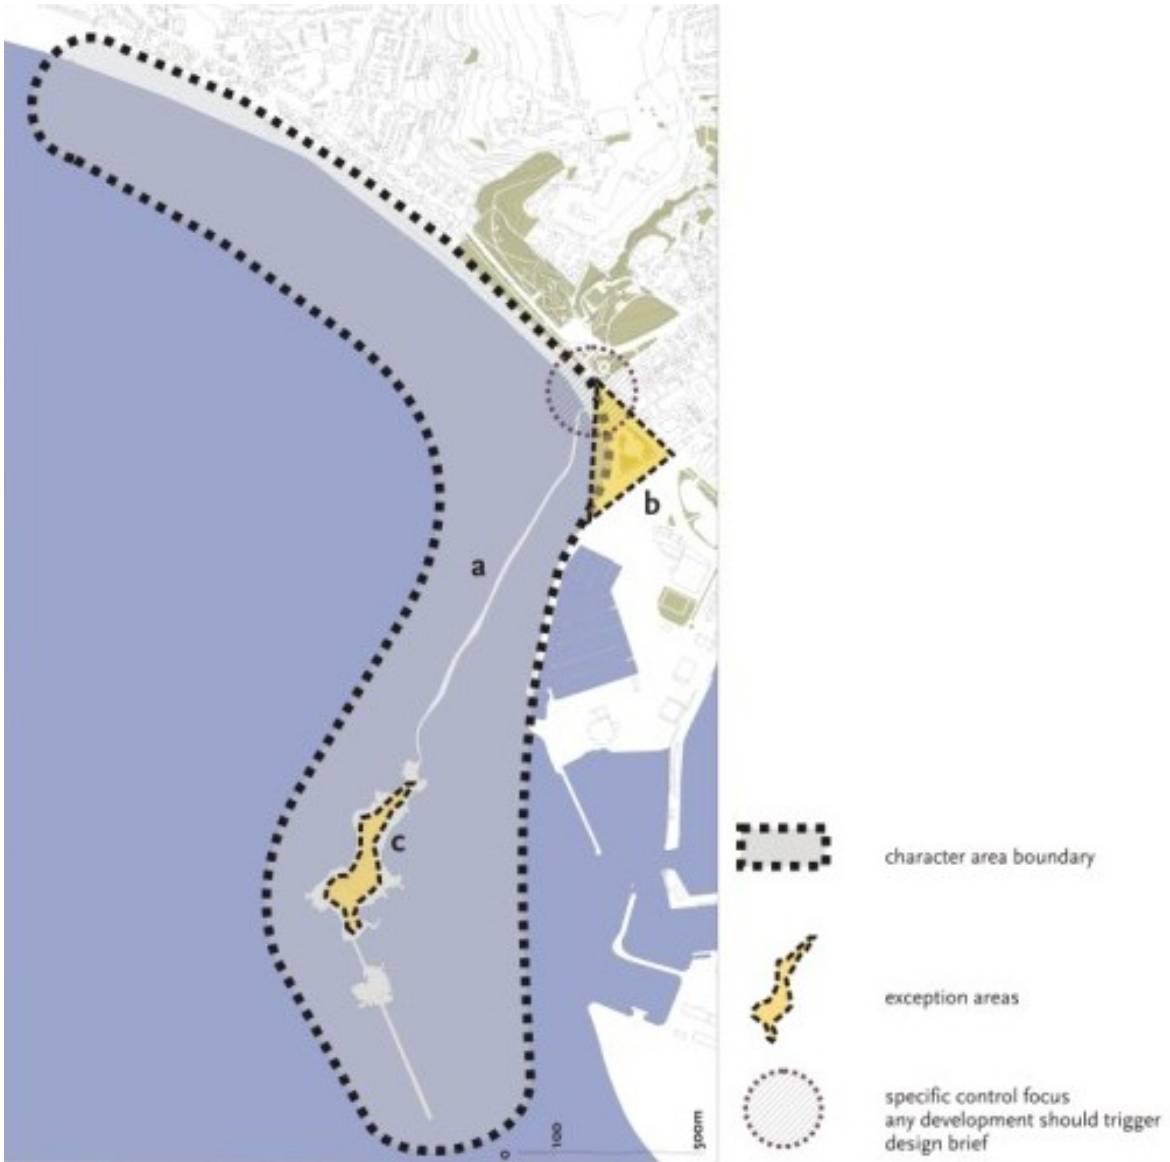 b
a
c
character area boundary
exception areas
specific control focus
any development should trigger
design brief
0
100
500m